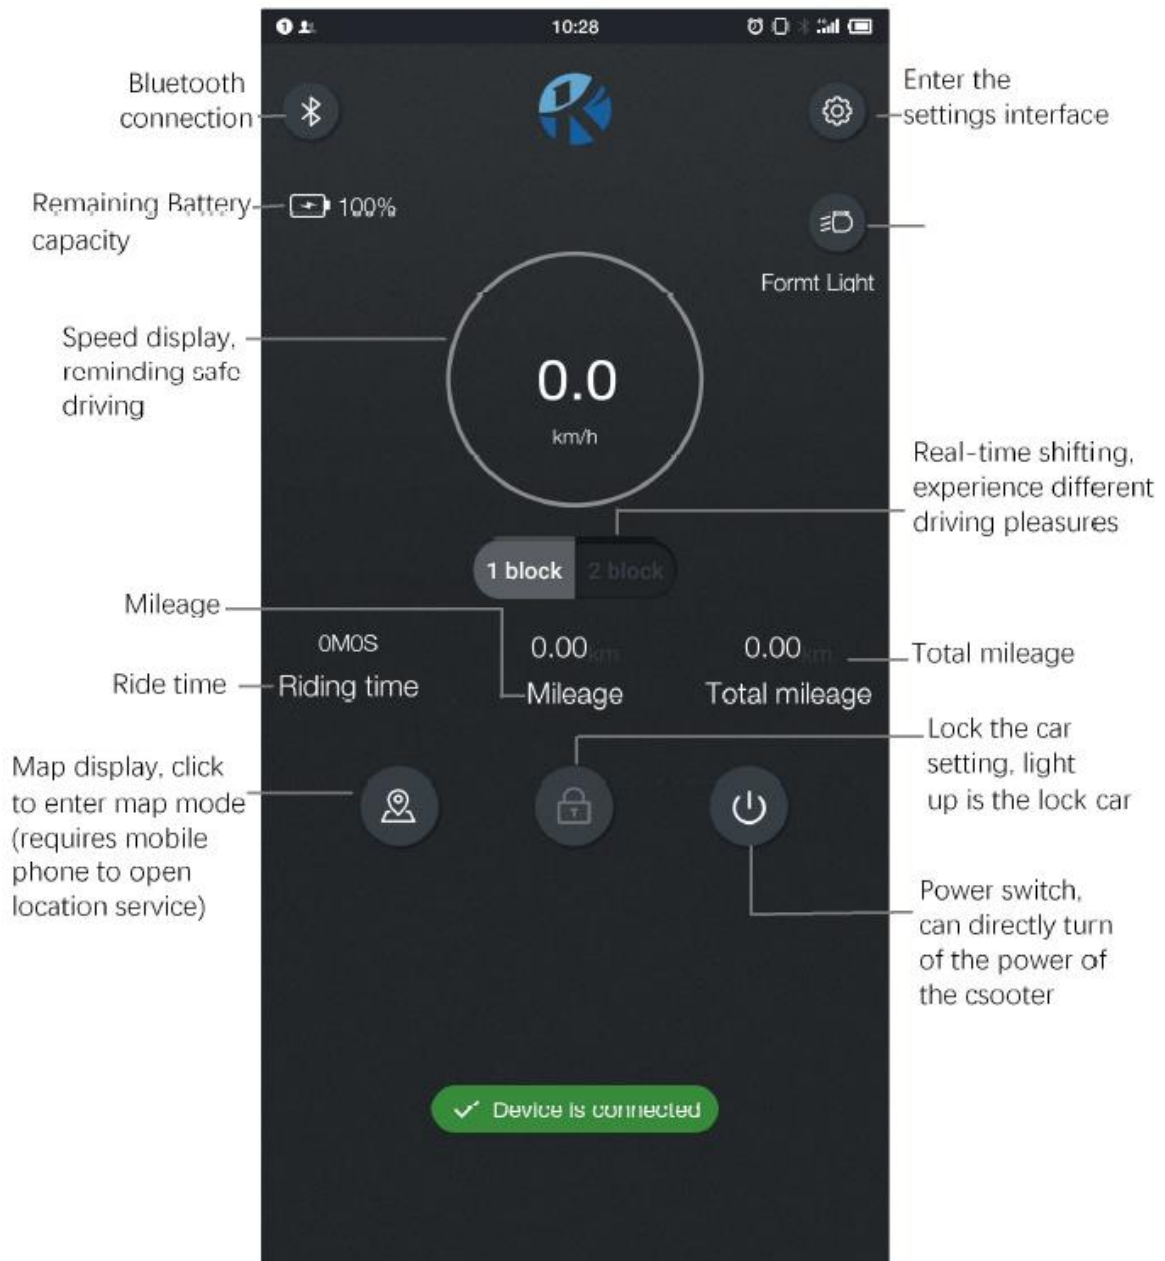 10:28
Bluetooth
connection
Enter the
settings interface
Remaining Battery
capacity
100%
Formt Light
Speed display,
reminding safe
driving
0.0
km/h
Real-time shifting,
experience different
driving pleasures
1 block
2 block
Mileage
0M0S
0.00km
0.00km
Total mileage
Ride time
Riding time
Mileage
Total mileage
Lock the car
setting, light
up is the lock car
Map display, click
to enter map mode
(requires mobile
phone to open
location service)
Power switch,
can directly turn
of the power of
the csooter
Device is connected